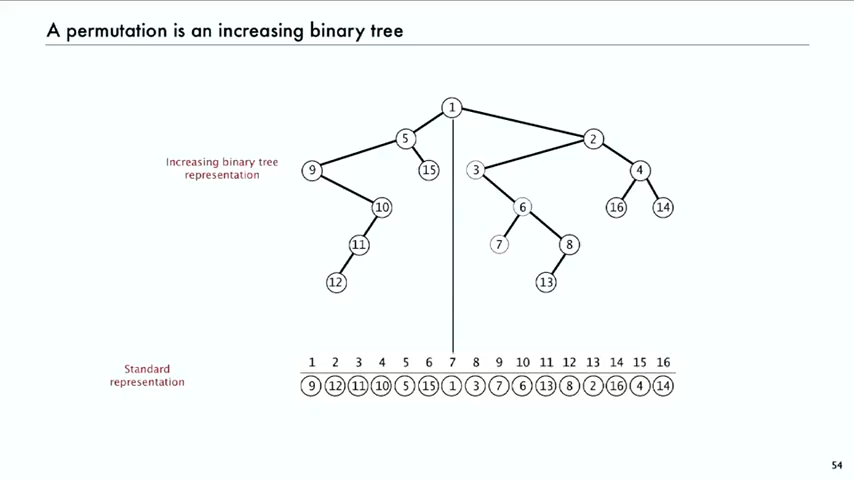 A permutation is an increasing binary tree
1
5 2
Increasing binary tree
representation
9 15 3 4
10 6 16 14
11 7 8
12 13
Standard
representation
1 2 3 4 5 6 7 8 9 10 11 12 13 14 15 16
9 12 11 10 5 15 1 3 7 6 13 8 2 16 4 14
54